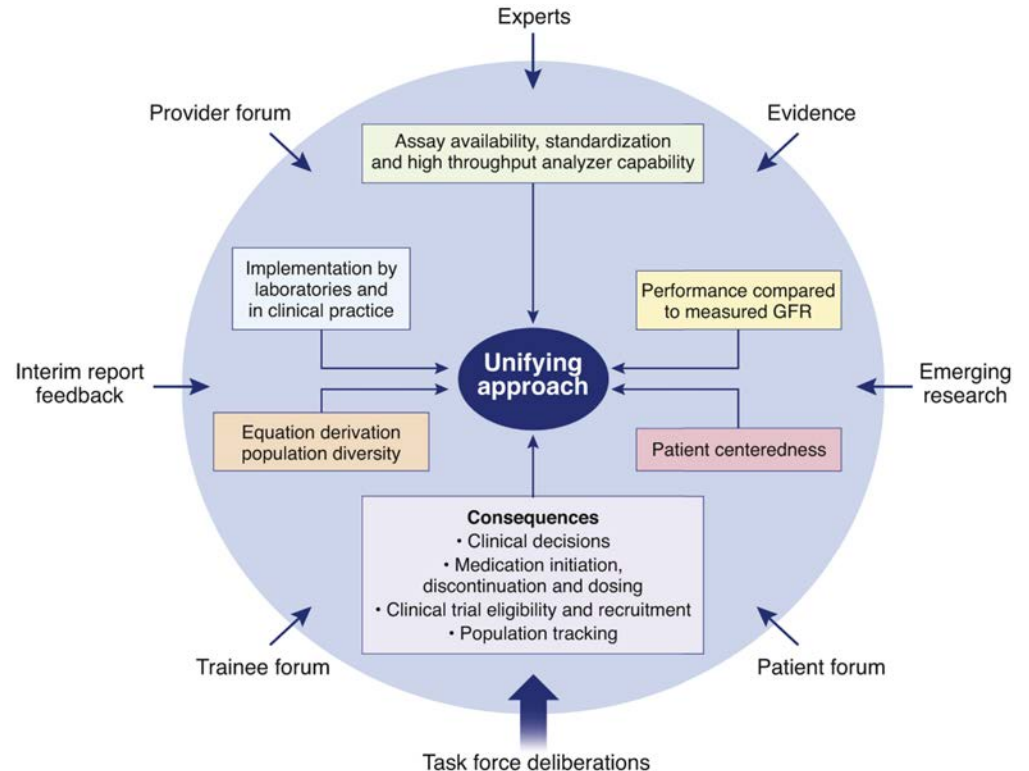 Experts
Provider forum
Evidence
Assay availability, standardization
and high throughput analyzer capability
Implementation by
laboratories and
in clinical practice
Performance compared
to measured GFR
Unifying
approach
Interim report
feedback
Emerging
research
Equation derivation
population diversity
Patient centeredness
Consequences
• Clinical decisions
• Medication initiation,
discontinuation and dosing
• Clinical trial eligibility and recruitment
• Population tracking
Trainee forum
Patient forum
Task force deliberations